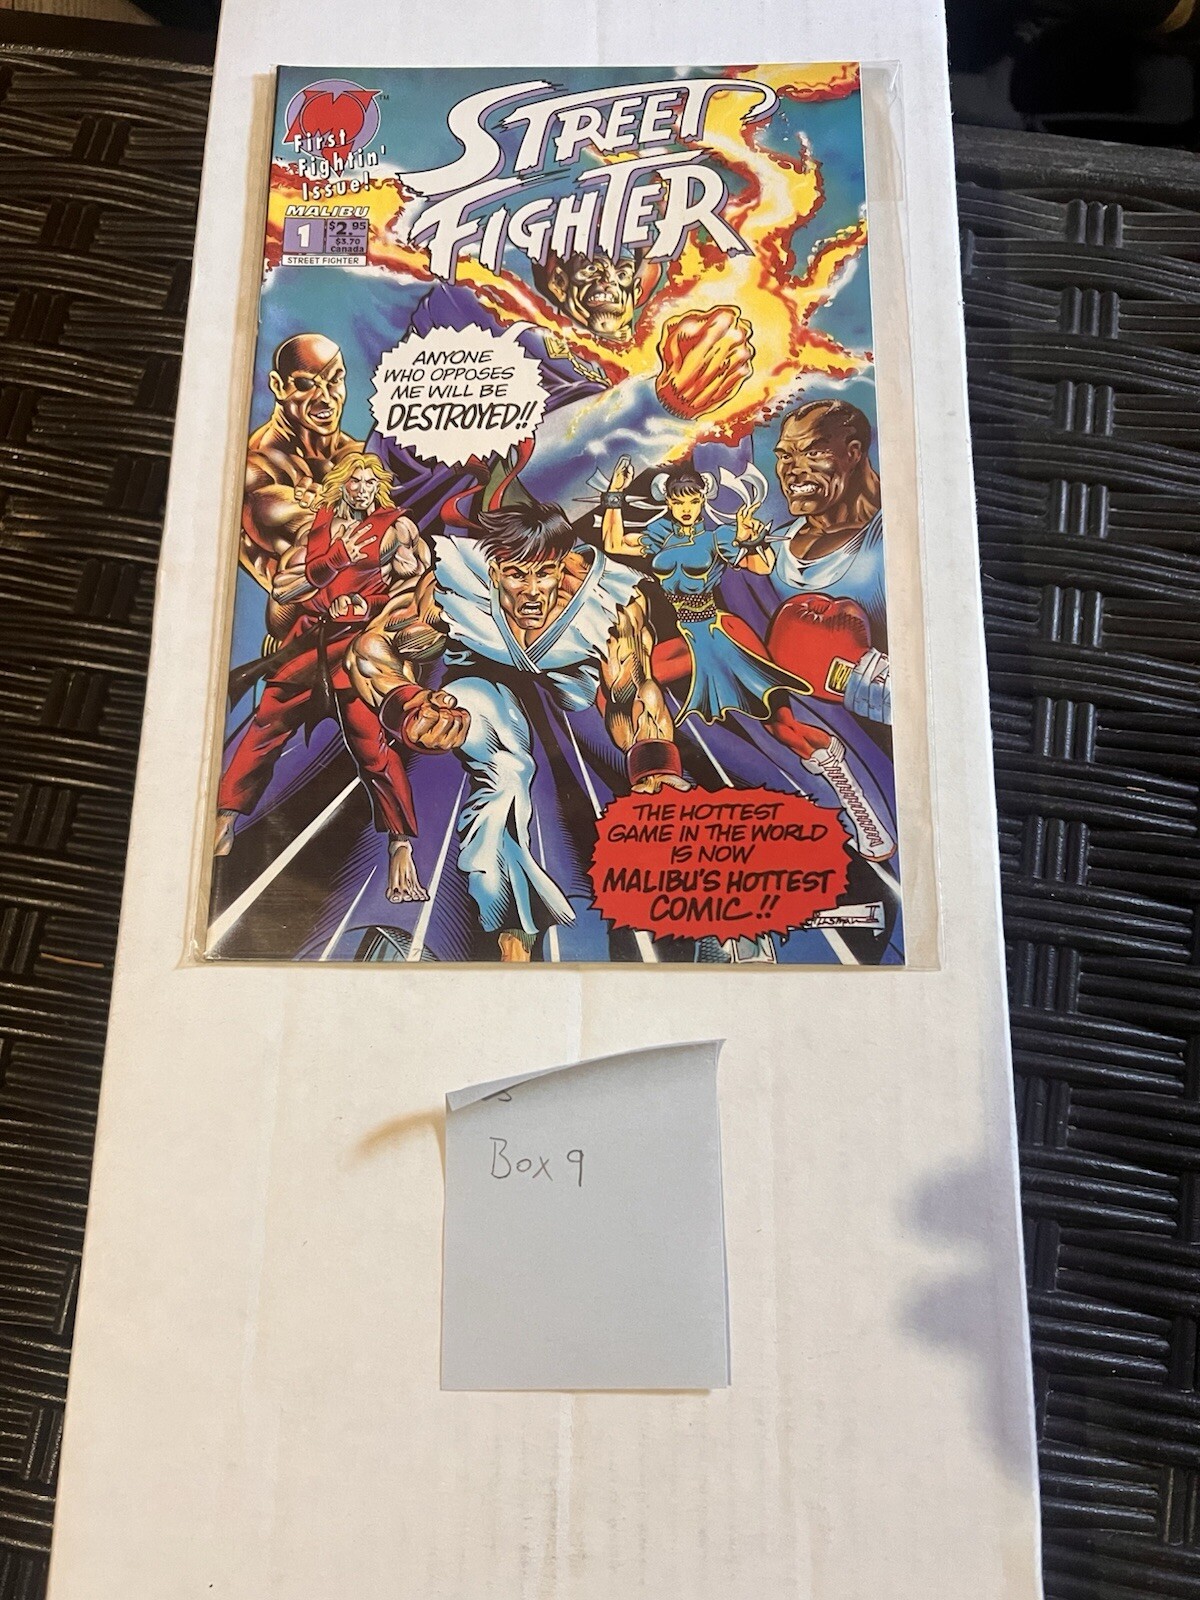 STREET
FIGHTER
TM
First
Fightin'
Issue!
MALIBU
1
$2.95
$3.70
Canada
STREET FIGHTER
ANYONE
WHO OPPOSES
ME WILL BE
DESTROYED!!
THE HOTTEST
GAME IN THE WORLD
IS NOW
MALIBU'S HOTTEST
COMIC!!
Box 9